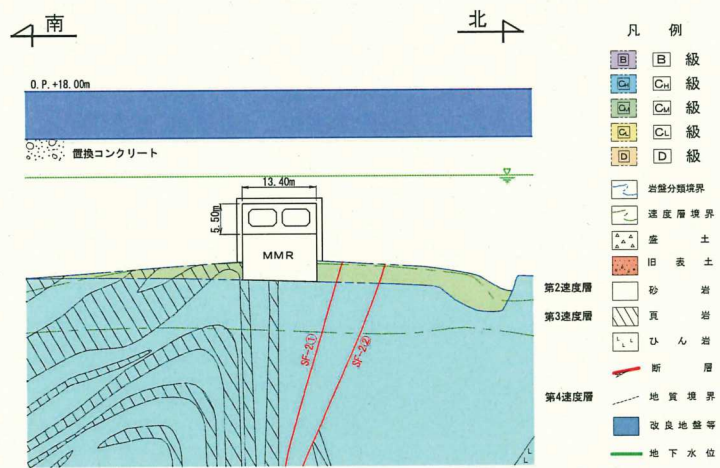 南
北
O.P.+18.00m
置換コンクリート
13.40m
5.50m
MMR
SF-2①
SF-2②
第2速度層
第3速度層
第4速度層
凡 例
B B 級
CH CH 級
CM CM 級
CL CL 級
D D 級
岩盤分類境界
速度層境界
盛 土
旧 表 土
砂 岩
頁 岩
ひ ん 岩
断 層
地 質 境 界
改 良 地 盤 等
地 下 水 位